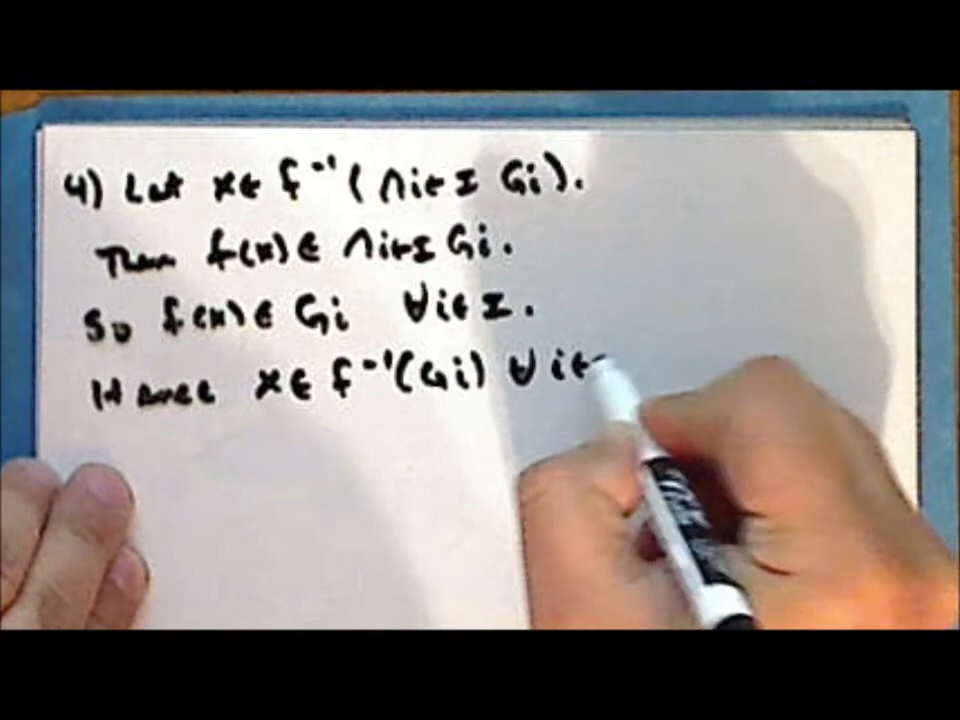 4) Let x∈ f⁻¹(∩i∈I Gi).
Then f(x)∈ ∩i∈I Gi.
So f(x)∈ Gi ∀i∈I.
Hence x∈ f⁻¹(Gi) ∀ i∈